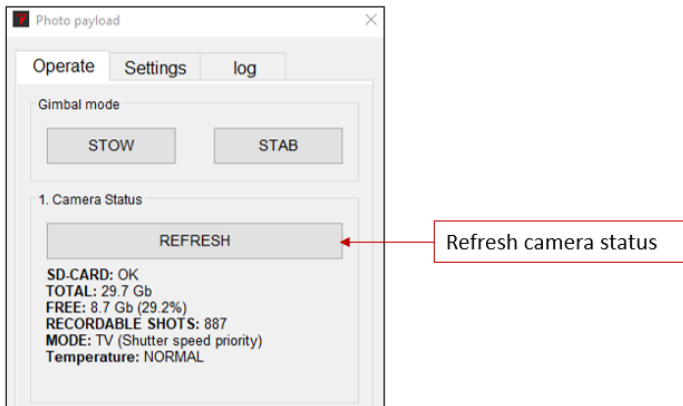 Photo payload
Operate Settings log
Gimbal mode
STOW STAB
1. Camera Status
REFRESH
Refresh camera status
SD-CARD: OK
TOTAL: 29.7 Gb
FREE: 8.7 Gb (29.2%)
RECORDABLE SHOTS: 887
MODE: TV (Shutter speed priority)
Temperature: NORMAL